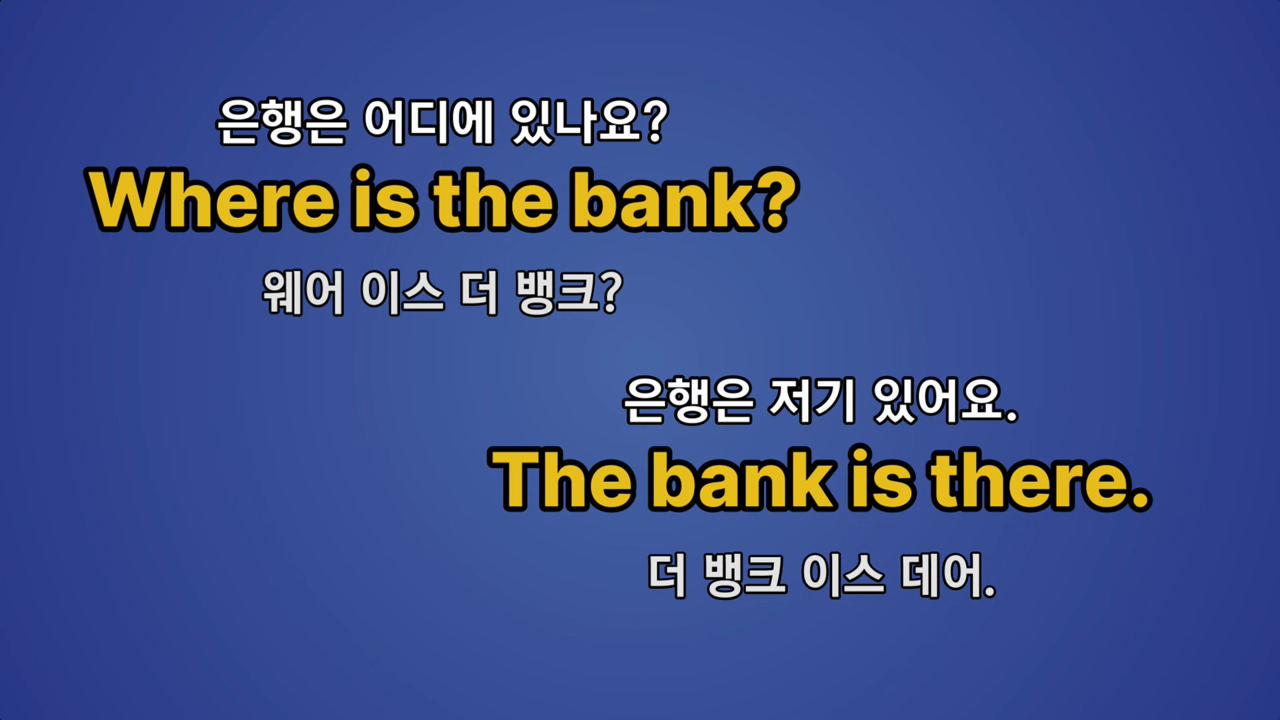 은행은 어디에 있나요?
Where is the bank?
웨어 이스 더 뱅크?
은행은 저기 있어요.
The bank is there.
더 뱅크 이스 데어.